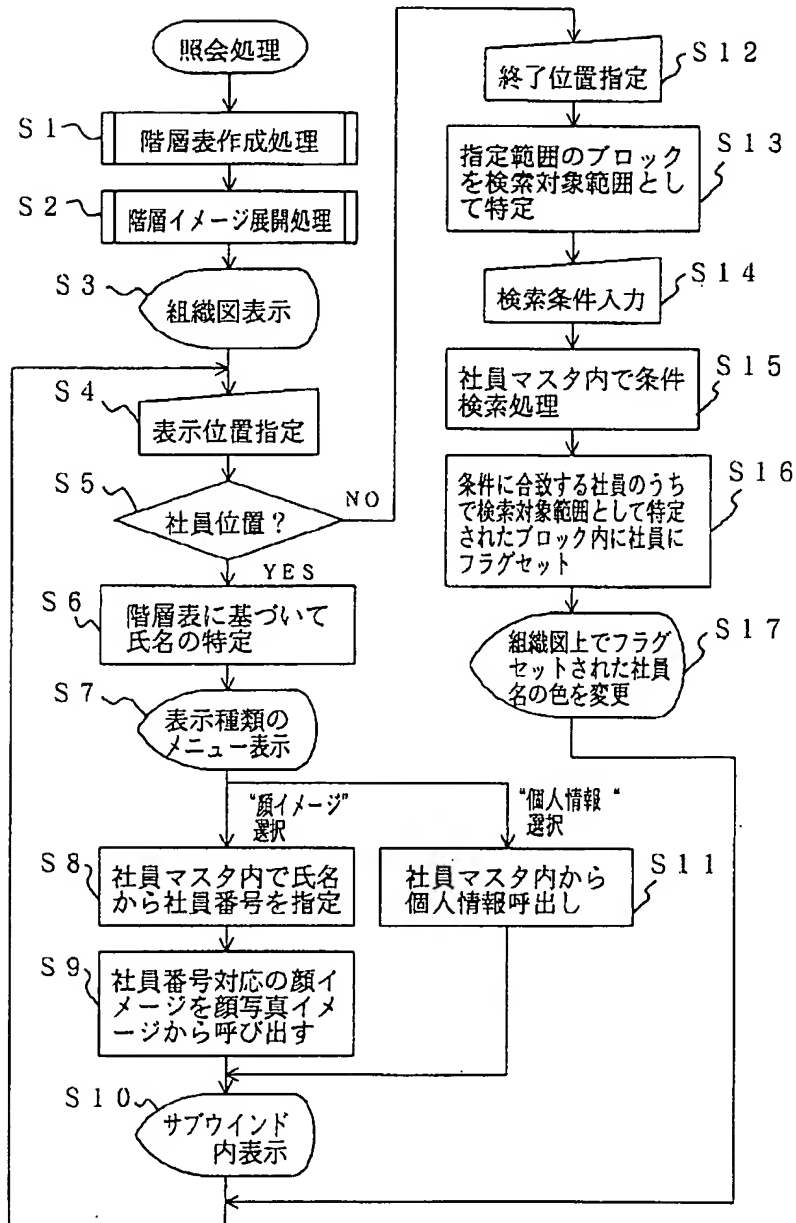 照会処理
S1
階層表作成処理
S2
階層イメージ展開処理
S3
組織図表示
S4
表示位置指定
S5
社員位置?
NO
YES
S6
階層表に基づいて
氏名の特定
S7
表示種類の
メニュー表示
“顔イメージ”
選択
“個人情報“
選択
S8
社員マスタ内で氏名
から社員番号を指定
S9
社員番号対応の顔イ
メージを顔写真イメ
ージから呼び出す
S11
社員マスタ内から
個人情報呼出し
S10
サブウインド
内表示
S12
終了位置指定
S13
指定範囲のブロック
を検索対象範囲とし
て特定
S14
検索条件入力
S15
社員マスタ内で条件
検索処理
S16
条件に合致する社員のうち
で検索対象範囲として特定
されたブロック内に社員に
フラグセット
S17
組織図上でフラグ
セットされた社員
名の色を変更